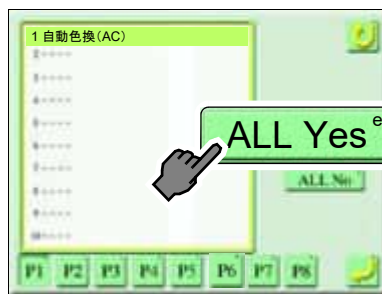 1 自動色換（AC）
2-----
3-----
4-----
5-----
6-----
7-----
8-----
9-----
10-----
ALL Yes e
ALL No
P1 P2 P3 P4 P5 P6 P7 P8